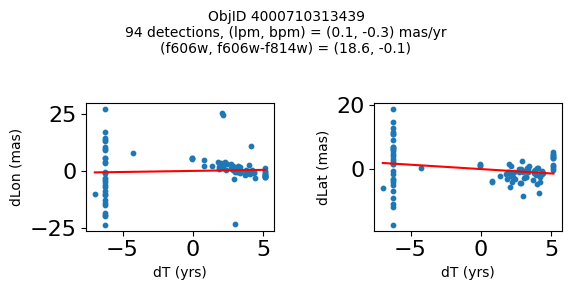 ObjID 4000710313439
94 detections, (lpm, bpm) = (0.1, -0.3) mas/yr
(f606w, f606w-f814w) = (18.6, -0.1)
25
0
−25
dLon (mas)
−5
0
5
dT (yrs)
20
0
dLat (mas)
−5
0
5
dT (yrs)